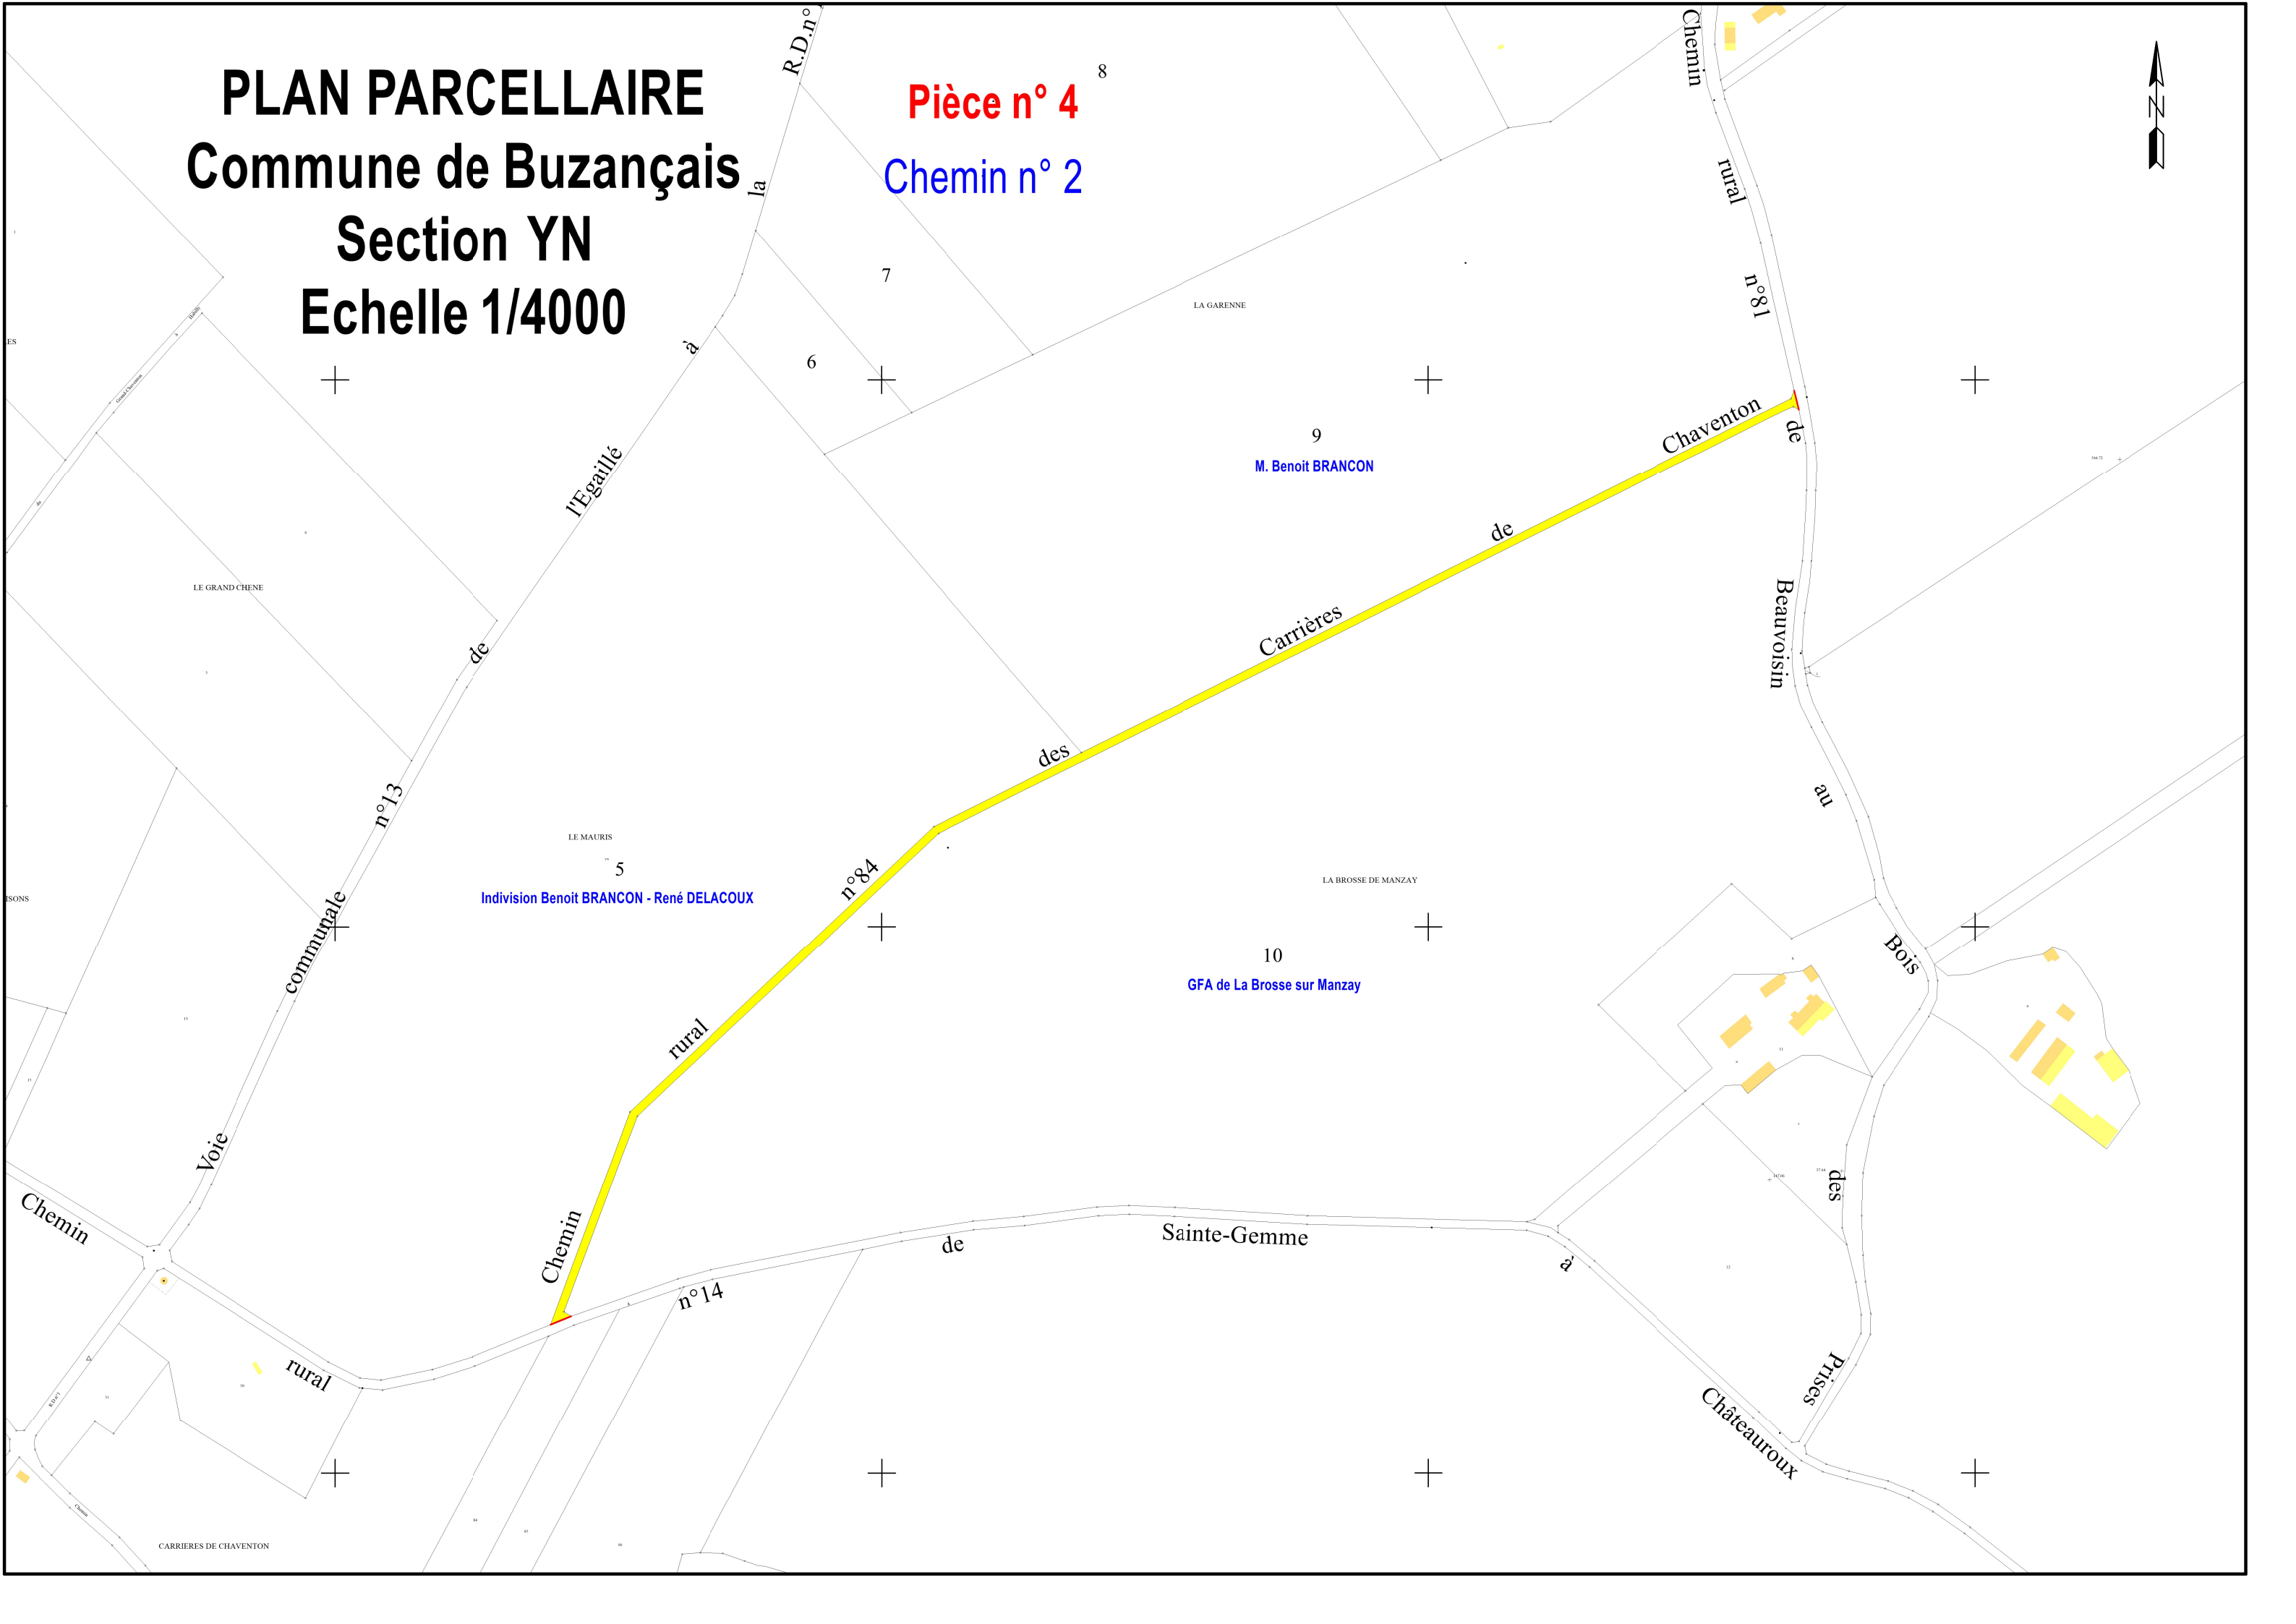 PLAN PARCELLAIRE
Commune de Buzançais
Section YN
Echelle 1/4000
Pièce n° 4
Chemin n° 2
N
8
7
6
LA GARENNE
9
M. Benoit BRANCON
LE GRAND CHENE
LE MAURIS
5
Indivision Benoit BRANCON - René DELACOUX
LA BROSSE DE MANZAY
10
GFA de La Brosse sur Manzay
Voie communale n°13 de l'Egaillé à la R.D.n°
Chemin rural n°84 des Carrières de Chaventon
Chemin rural n°81 de Beauvoisin au Bois des Prises
Chemin rural n°14 de Sainte-Gemme à Châteauroux
CARRIERES DE CHAVENTON
Chemin
ES
ISONS